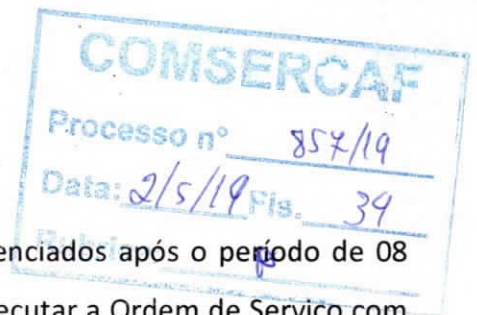 COMSERCAF
Processo nº 857/19
Data: 2/5/19 Fls. 34
Rubrica:
enciados após o período de 08
ecutar a Ordem de Serviço com